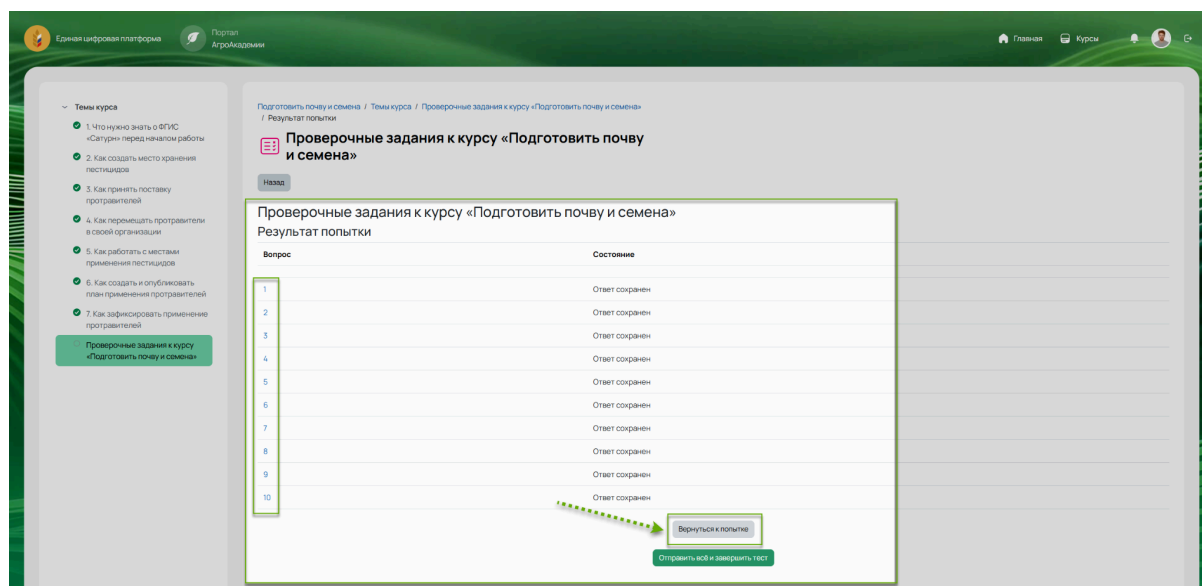 Единая цифровая платформа
Портал
АгроАкадемии
Главная
Курсы
Темы курса
1. Что нужно знать о ФГИС
«Сатурн» перед началом работы
2. Как создать место хранения
пестицидов
3. Как принять поставку
протравителей
4. Как перемещать протравители
в своей организации
5. Как работать с местами
применения пестицидов
6. Как создать и опубликовать
план применения протравителей
7. Как зафиксировать применение
протравителей
Проверочные задания к курсу
«Подготовить почву и семена»
Подготовить почву и семена / Темы курса / Проверочные задания к курсу «Подготовить почву и семена»
/ Результат попытки
Проверочные задания к курсу «Подготовить почву
и семена»
Назад
Проверочные задания к курсу «Подготовить почву и семена»
Результат попытки
Вопрос Состояние
1 Ответ сохранен
2 Ответ сохранен
3 Ответ сохранен
4 Ответ сохранен
5 Ответ сохранен
6 Ответ сохранен
7 Ответ сохранен
8 Ответ сохранен
9 Ответ сохранен
10 Ответ сохранен
Вернуться к попытке
Отправить всё и завершить тест